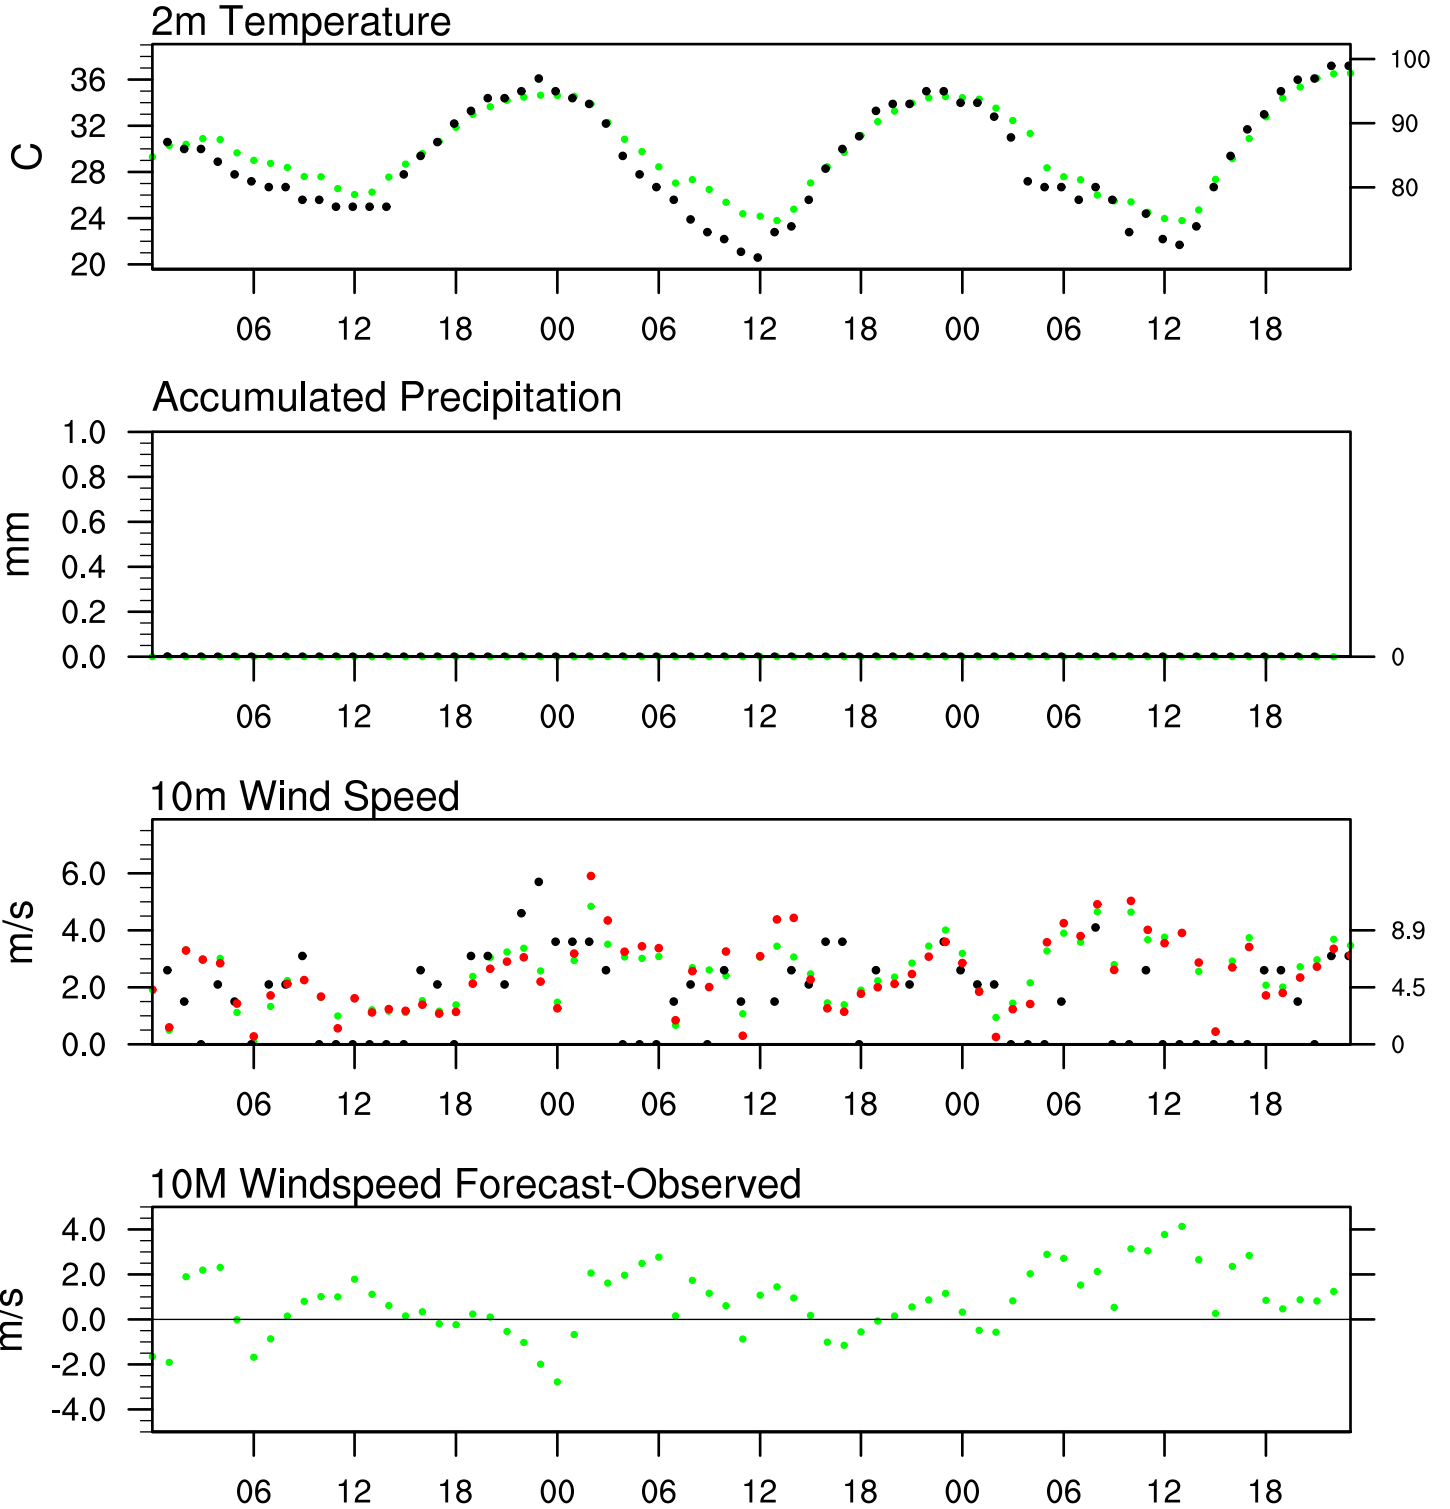 2m Temperature
36
32
28
24
20
C
100
90
80
06 12 18 00 06 12 18 00 06 12 18
Accumulated Precipitation
1.0
0.8
0.6
0.4
0.2
0.0
mm
0
06 12 18 00 06 12 18 00 06 12 18
10m Wind Speed
6.0
4.0
2.0
0.0
m/s
8.9
4.5
0
06 12 18 00 06 12 18 00 06 12 18
10M Windspeed Forecast-Observed
4.0
2.0
0.0
-2.0
-4.0
m/s
06 12 18 00 06 12 18 00 06 12 18